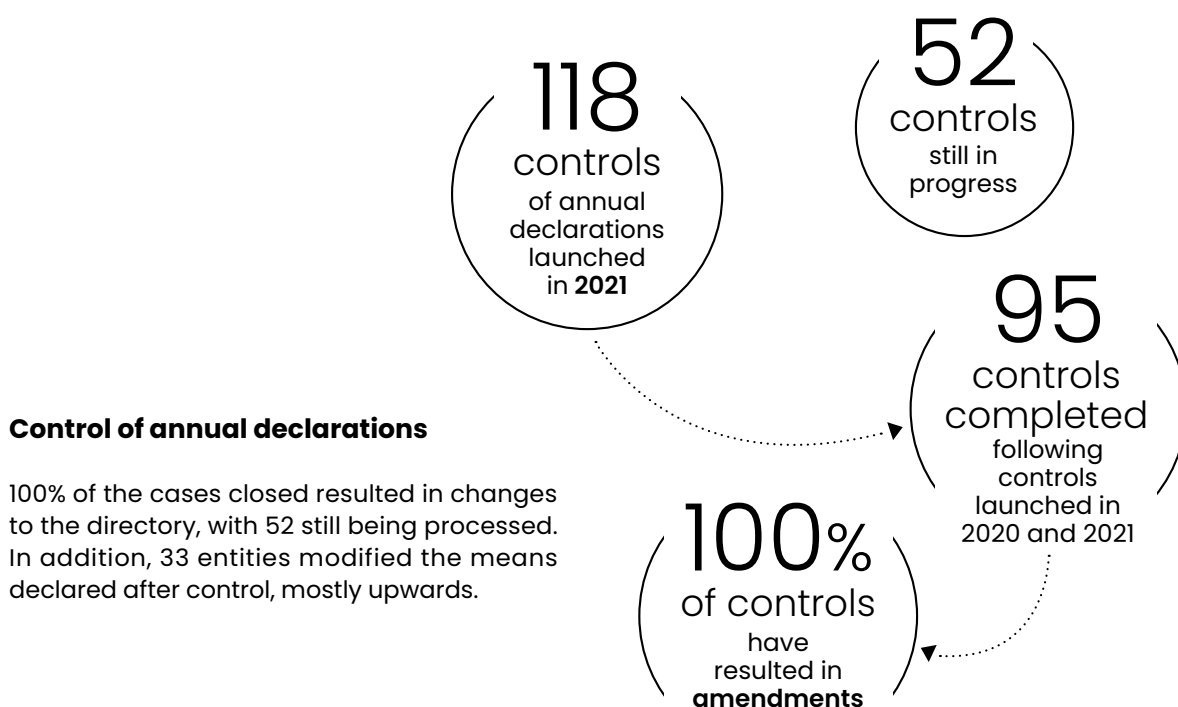 118
controls
of annual
declarations
launched
in 2021
52
controls
still in
progress
95
controls
completed
following
controls
launched in
2020 and 2021
Control of annual declarations
100% of the cases closed resulted in changes
to the directory, with 52 still being processed.
In addition, 33 entities modified the means
declared after control, mostly upwards.
100%
of controls
have
resulted in
amendments